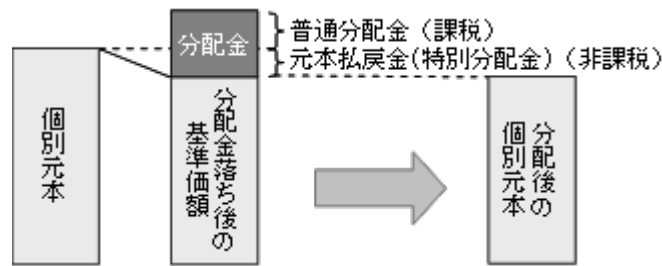 分配金
普通分配金（課税）
元本払戻金(特別分配金)（非課税）
個別元本
分配金落ち後の
基準価額
分配後の
個別元本